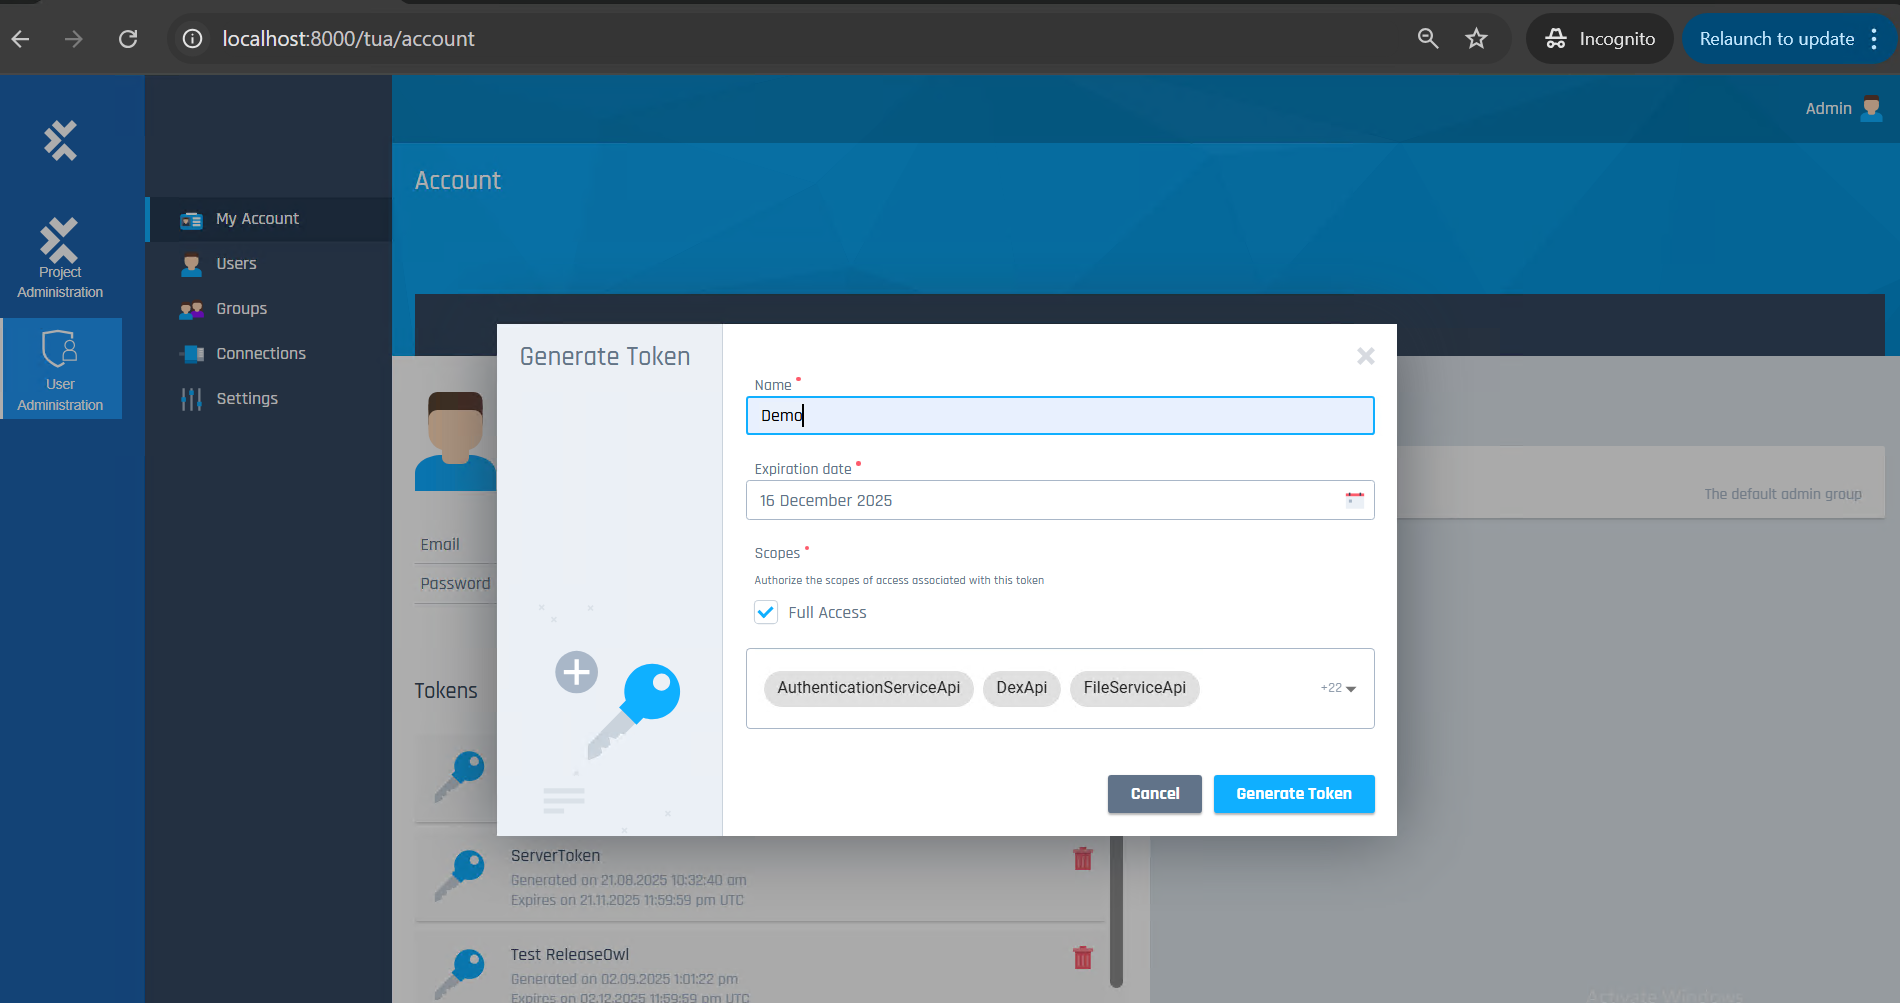 localhost:8000/tua/account
Incognito
Relaunch to update
Admin
Account
Project
Administration
User
Administration
My Account
Users
Groups
Connections
Settings
Email
Password
Tokens
The default admin group
Generate Token
Name *
Demo
Expiration date *
16 December 2025
Scopes *
Authorize the scopes of access associated with this token
Full Access
AuthenticationServiceApi DexApi FileServiceApi +22
Cancel Generate Token
ServerToken
Generated on 21.08.2025 10:32:40 am
Expires on 21.11.2025 11:59:59 pm UTC
Test ReleaseOwl
Generated on 02.09.2025 1:01:22 pm
Expires on 02.12.2025 11:59:59 pm UTC
Activate Windows